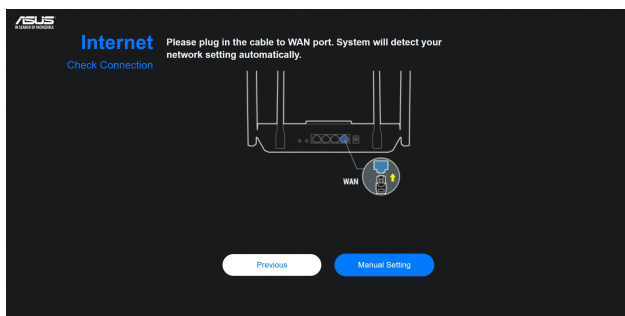 ASUS
IN SEARCH OF INCREDIBLE
Internet
Check Connection
Please plug in the cable to WAN port. System will detect your
network setting automatically.
WAN
Previous
Manual Setting